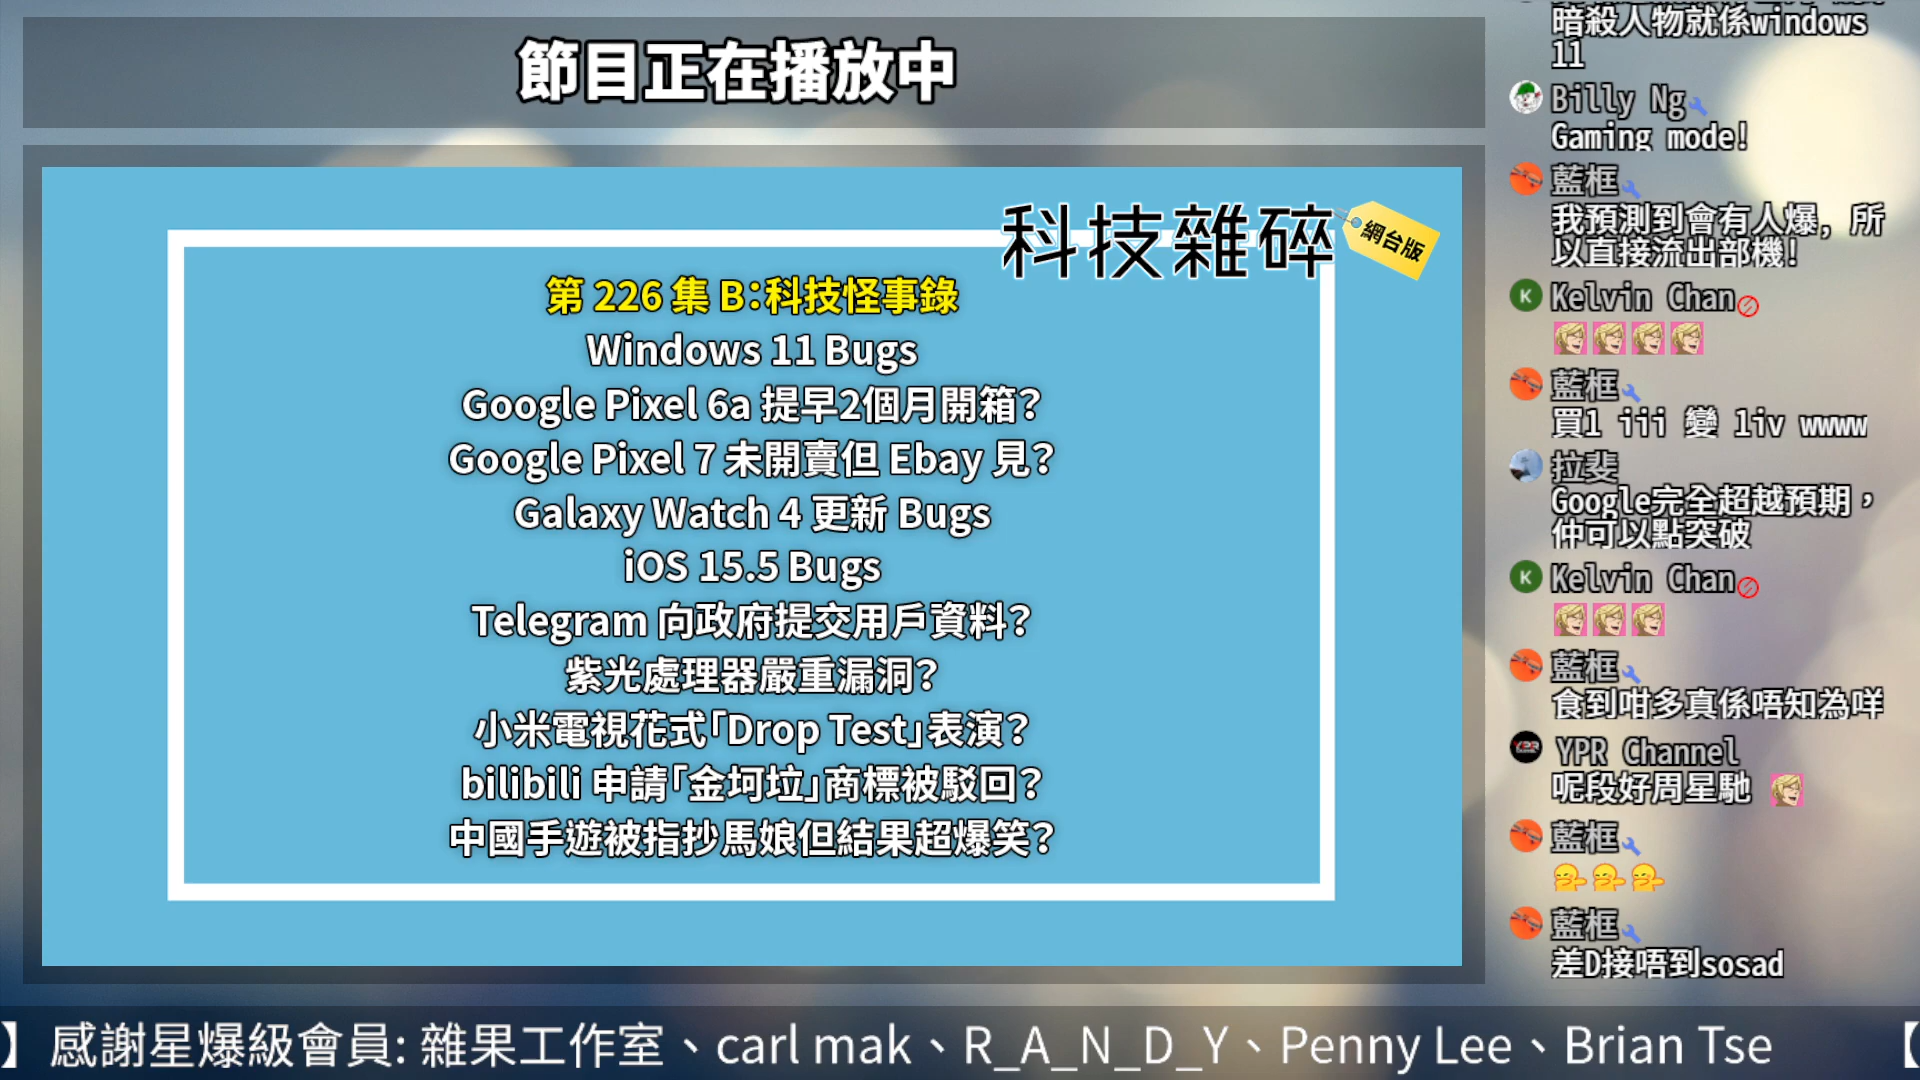 節目正在播放中
科技雜碎
網台版
第 226 集 B:科技怪事錄
Windows 11 Bugs
Google Pixel 6a 提早2個月開箱?
Google Pixel 7 未開賣但 Ebay 見?
Galaxy Watch 4 更新 Bugs
iOS 15.5 Bugs
Telegram 向政府提交用戶資料?
紫光處理器嚴重漏洞?
小米電視花式「Drop Test」表演?
bilibili 申請「金坷垃」商標被駁回?
中國手遊被指抄馬娘但結果超爆笑?
暗殺人物就係windows
11
Billy Ng
Gaming mode!
藍框
我預測到會有人爆，所
以直接流出部機!
K
Kelvin Chan
藍框
買1 iii 變 liv wwww
拉斐
Google完全超越預期，
仲可以點突破
K
Kelvin Chan
藍框
食到咁多真係唔知為咩
YPR
YPR Channel
呢段好周星馳
藍框
藍框
差D接唔到sosad
】感謝星爆級會員: 雜果工作室、carl mak、R_A_N_D_Y、Penny Lee、Brian Tse 【